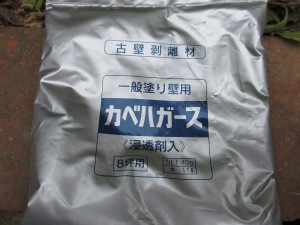 古壁剥離材
一般塗り壁用
カベハガース
《浸透剤入》
8坪用